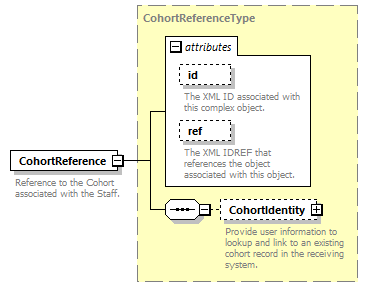 CohortReferenceType
attributes
id
The XML ID associated with
this complex object.
ref
The XML IDREF that
references the object
associated with this object.
CohortReference
Reference to the Cohort
associated with the Staff.
CohortIdentity
Provide user information to
lookup and link to an existing
cohort record in the receiving
system.